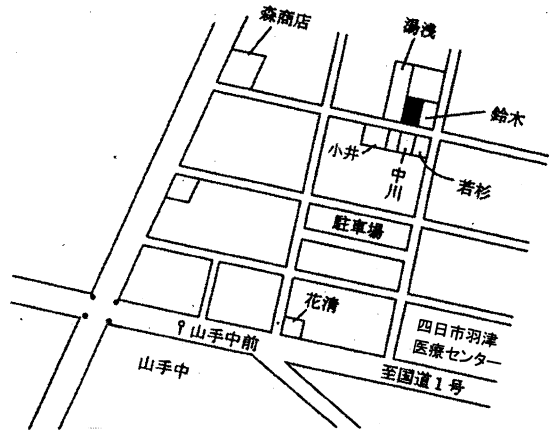 森商店
湯浅
鈴木
小井
中川
若杉
駐車場
花清
四日市羽津
医療センター
山手中前
至国道1号
山手中